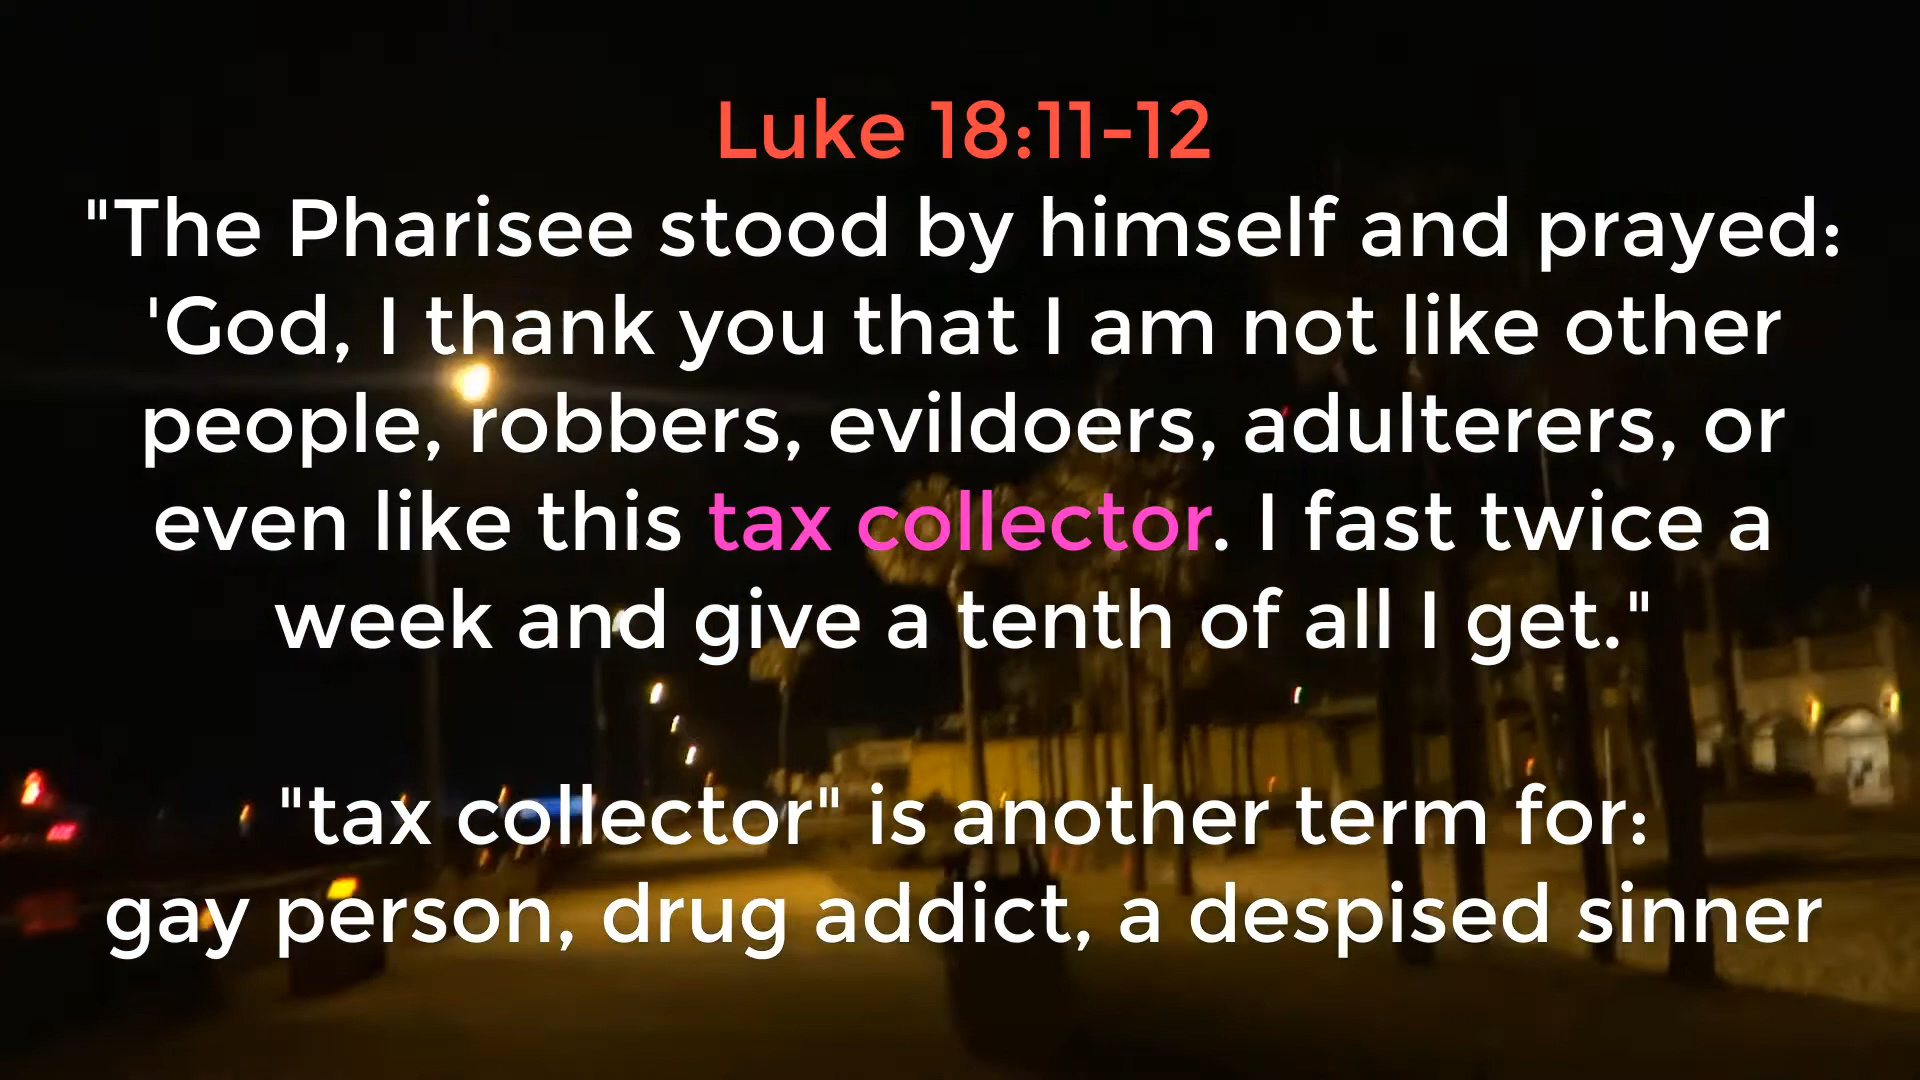 Luke 18:11-12
"The Pharisee stood by himself and prayed:
'God, I thank you that I am not like other
people, robbers, evildoers, adulterers, or
even like this tax collector. I fast twice a
week and give a tenth of all I get."
"tax collector" is another term for:
gay person, drug addict, a despised sinner